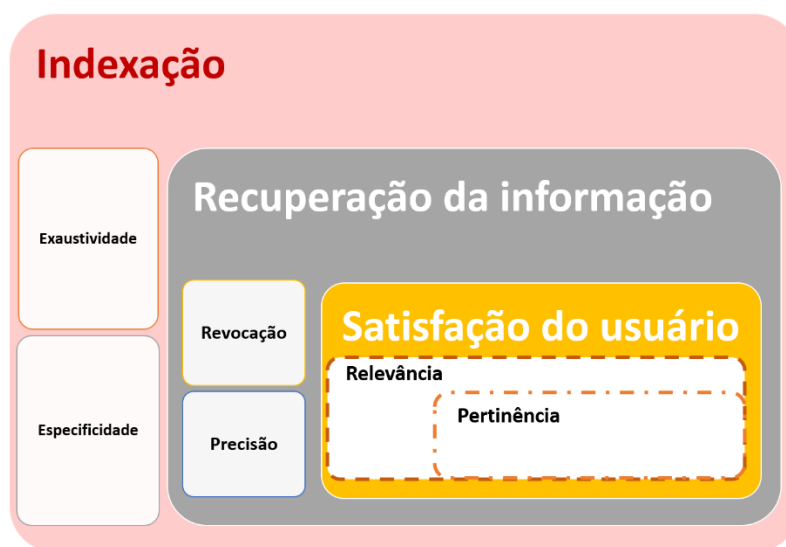 Indexação
Recuperação da informação
Exaustividade
Revocação
Satisfação do usuário
Relevância
Pertinência
Especificidade
Precisão